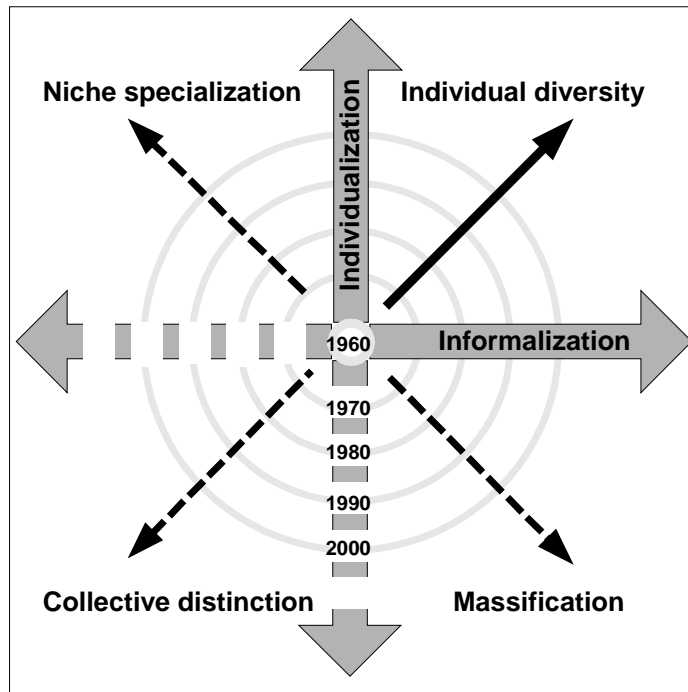 Niche specialization
Individual diversity
Individualization
1960
Informalization
1970
1980
1990
2000
Collective distinction
Massification